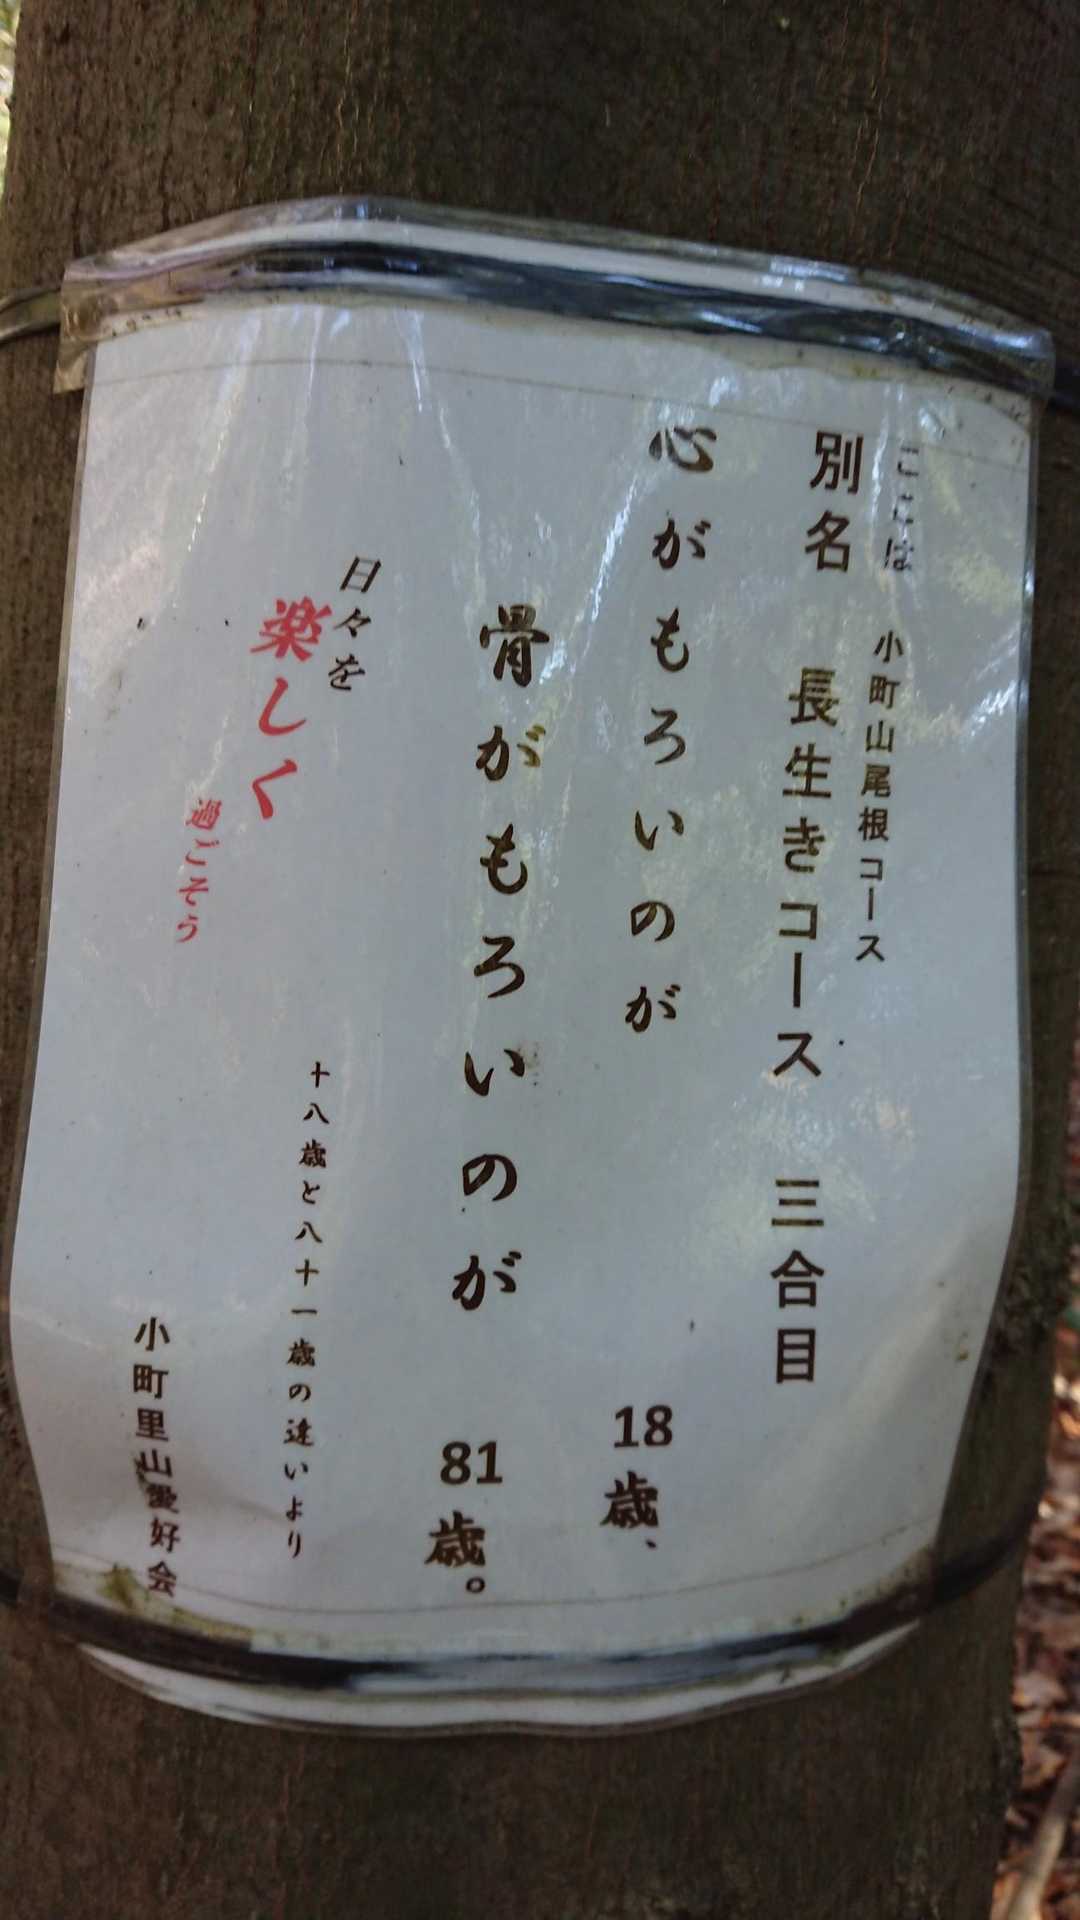 ここは 小町山尾根コース
別名 長生きコース 三合目
心がもろいのが 18歳、
骨がもろいのが 81歳。
日々を
楽しく
過ごそう
十八歳と八十一歳の違いより
小町里山愛好会